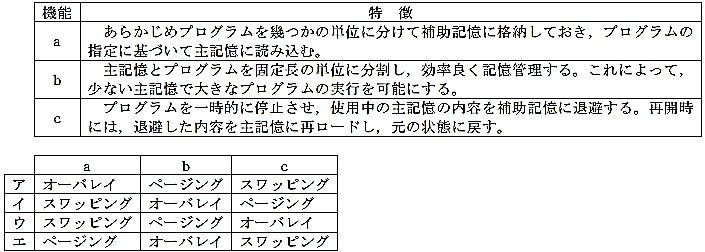 機能 特 徴
a あらかじめプログラムを幾つかの単位に分けて補助記憶に格納しておき，プログラムの
指定に基づいて主記憶に読み込む。
b 主記憶とプログラムを固定長の単位に分割し，効率良く記憶管理する。これによって，
少ない主記憶で大きなプログラムの実行を可能にする。
c プログラムを一時的に停止させ，使用中の主記憶の内容を補助記憶に退避する。再開時
には，退避した内容を主記憶に再ロードし，元の状態に戻す。
a b c
ア オーバレイ ページング スワッピング
イ スワッピング オーバレイ ページング
ウ スワッピング ページング オーバレイ
エ ページング オーバレイ スワッピング